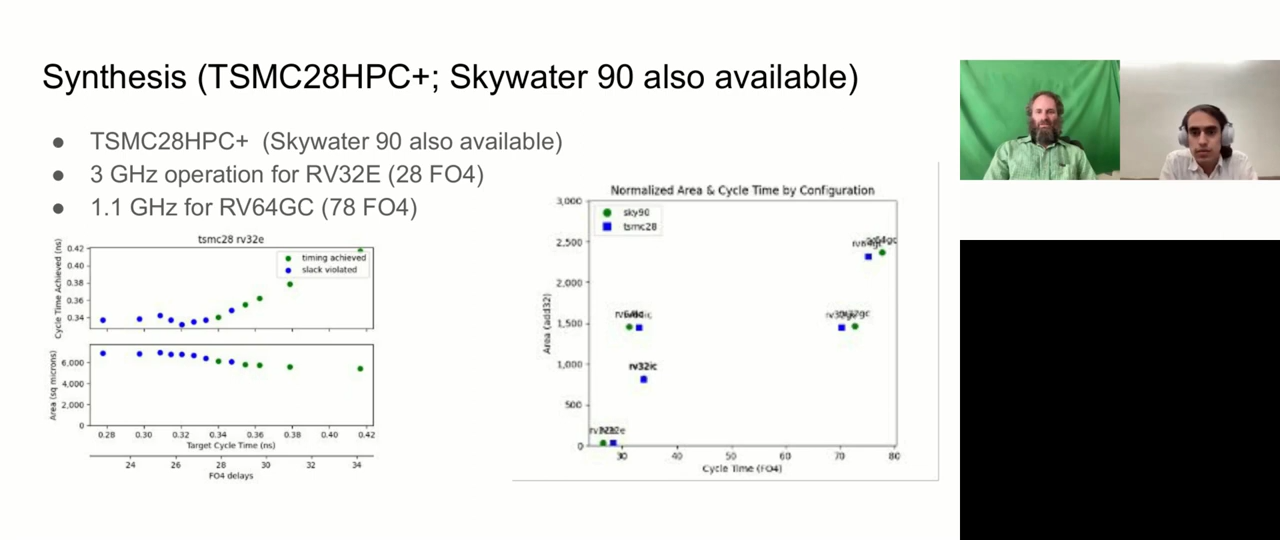 Synthesis (TSMC28HPC+; Skywater 90 also available)
● TSMC28HPC+ (Skywater 90 also available)
● 3 GHz operation for RV32E (28 FO4)
● 1.1 GHz for RV64GC (78 FO4)
tsmc28 rv32e
Cycle Time Achieved (ns)
0.42
0.40
0.38
0.36
0.34
timing achieved
slack violated
Area (sq microns)
6,000
4,000
2,000
0
0.28 0.30 0.32 0.34 0.36 0.38 0.40 0.42
Target Cycle Time (ns)
24 26 28 30 32 34
FO4 delays
Normalized Area & Cycle Time by Configuration
sky90
tsmc28
Area (add32)
3,000
2,500
2,000
1,500
1,000
500
0
rv32ic
30 40 50 60 70 80
Cycle Time (FO4)